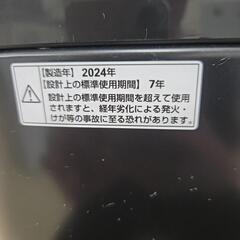 【製造年】2024年
【設計上の標準使用期間】7年
設計上の標準使用期間を超えて使用
されますと、経年劣化による発火・
けが等の事故に至る恐れがあります。